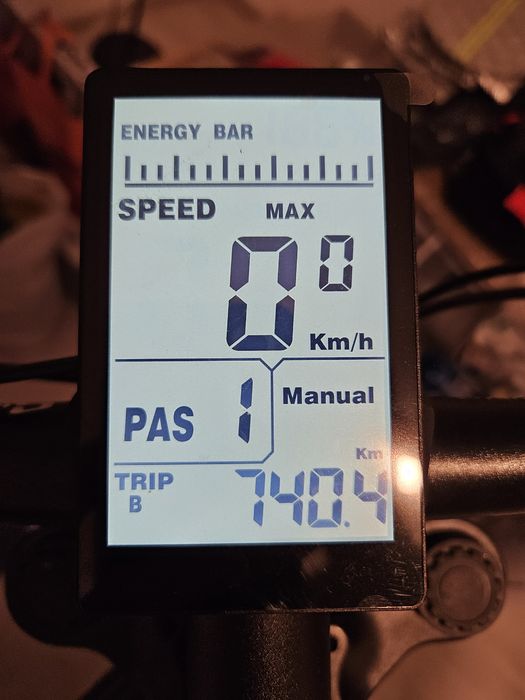 ENERGY BAR
SPEED MAX
0 0
Km/h
PAS 1 Manual
Km
TRIP B 740.4